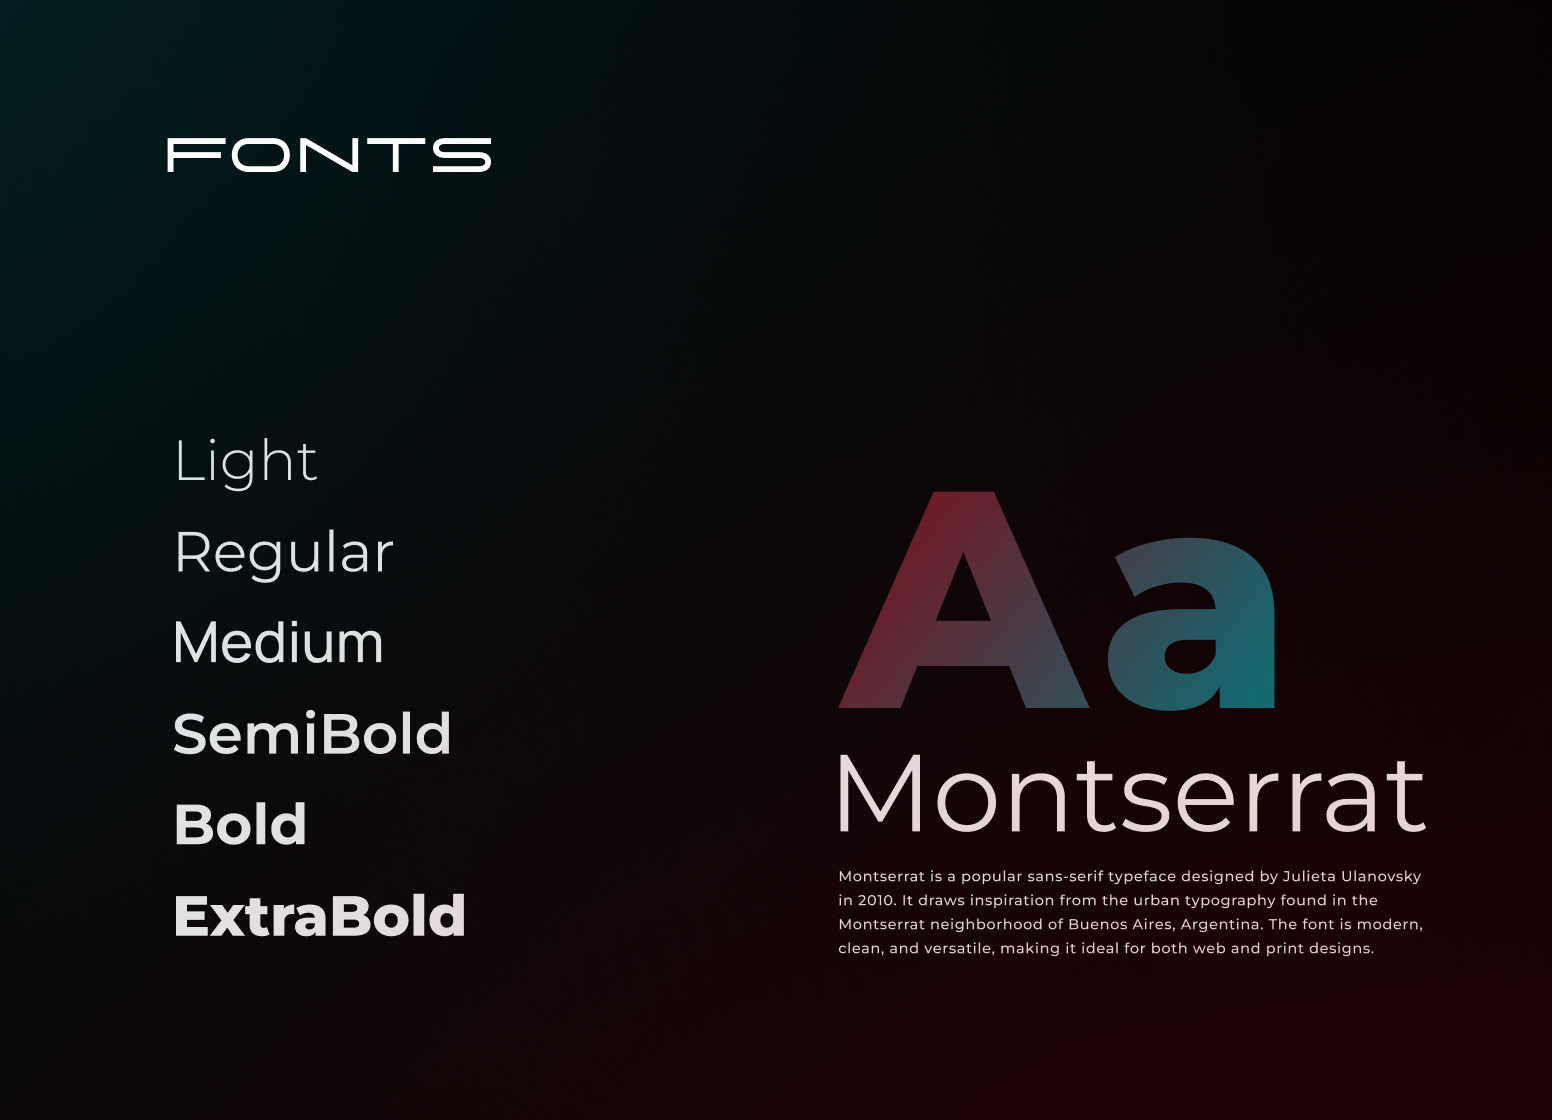 FONTS
Light
Regular
Medium
SemiBold
Bold
ExtraBold
Aa
Montserrat
Montserrat is a popular sans-serif typeface designed by Julieta Ulanovsky
in 2010. It draws inspiration from the urban typography found in the
Montserrat neighborhood of Buenos Aires, Argentina. The font is modern,
clean, and versatile, making it ideal for both web and print designs.